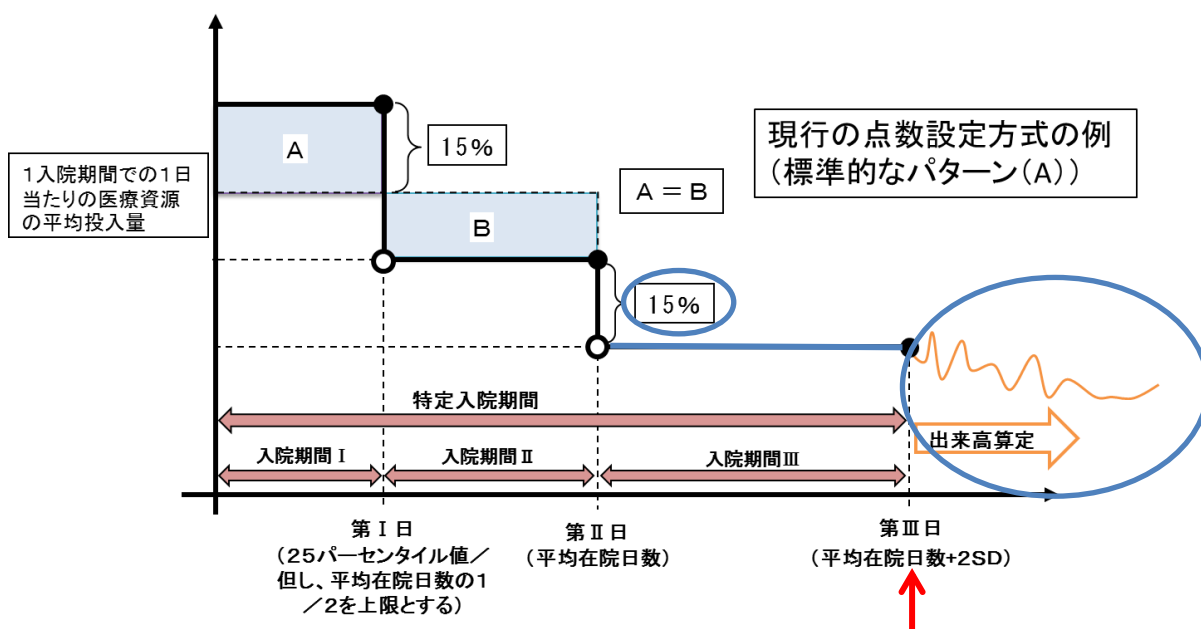 現行の点数設定方式の例
(標準的なパターン(A))
1入院期間での1日
当たりの医療資源
の平均投入量
A
15%
A=B
B
15%
特定入院期間
出来高算定
入院期間Ⅰ
入院期間Ⅱ
入院期間Ⅲ
第Ⅰ日
(25パーセンタイル値/
但し、平均在院日数の1
/2を上限とする)
第Ⅱ日
(平均在院日数)
第Ⅲ日
(平均在院日数+2SD)